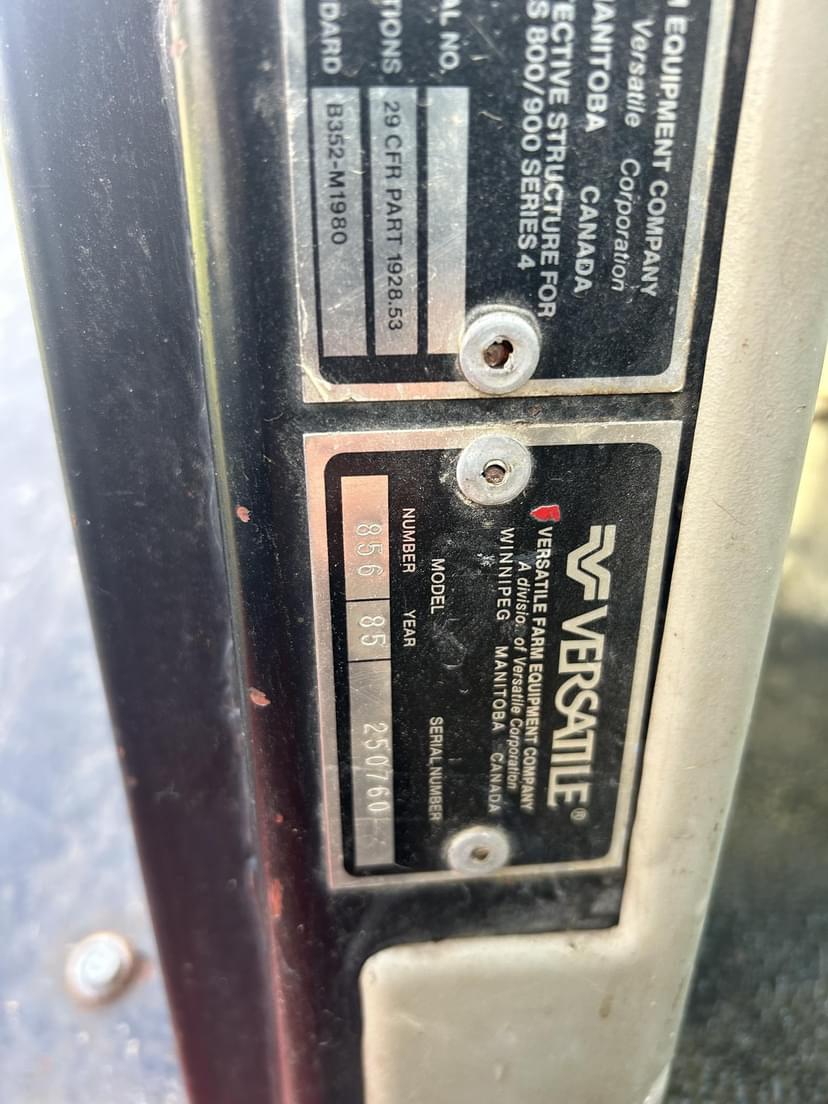 M EQUIPMENT COMPANY
Versatile Corporation
MANITOBA CANADA
TECTIVE STRUCTURE FOR
S 800/900 SERIES 4
AL NO.
TIONS 29 CFR PART 1928.53
DARD B352-M1980
VERSATILE®
VERSATILE FARM EQUIPMENT COMPANY
A divisio of Versatile Corporation
WINNIPEG MANITOBA CANADA
MODEL SERIAL NUMBER
NUMBER YEAR
856 85 250760